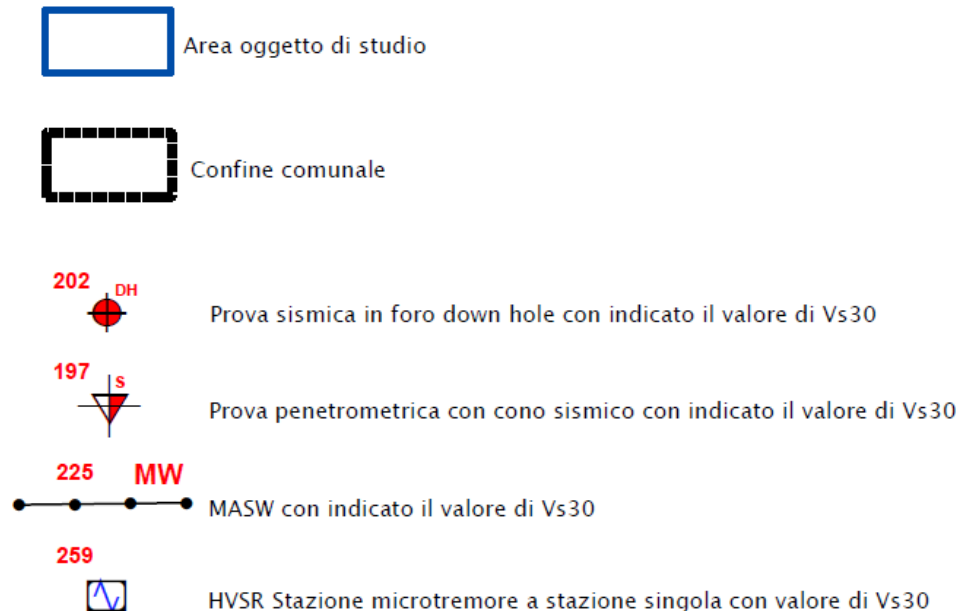 Area oggetto di studio
Confine comunale
202 DH
Prova sismica in foro down hole con indicato il valore di Vs30
197 S
Prova penetrometrica con cono sismico con indicato il valore di Vs30
225 MW
MASW con indicato il valore di Vs30
259
HVSR Stazione microtremore a stazione singola con valore di Vs30